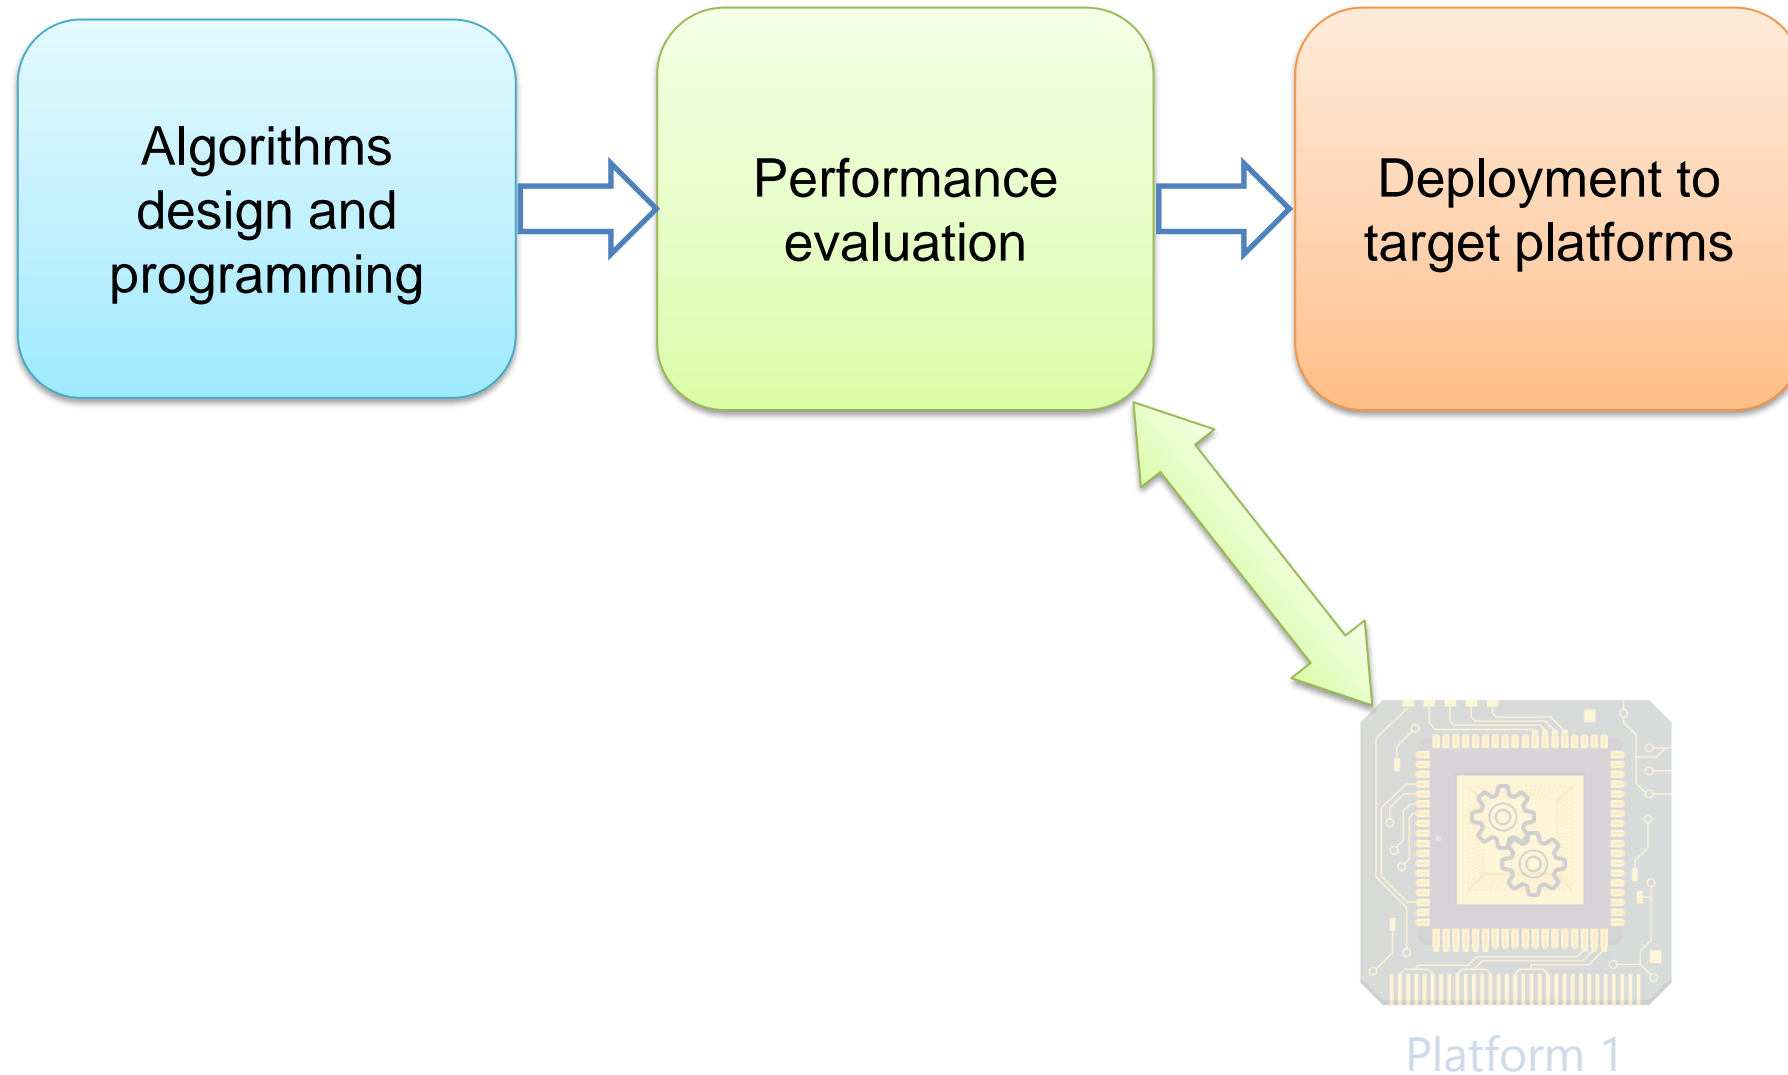 Algorithms
design and
programming
Performance
evaluation
Deployment to
target platforms
Platform 1